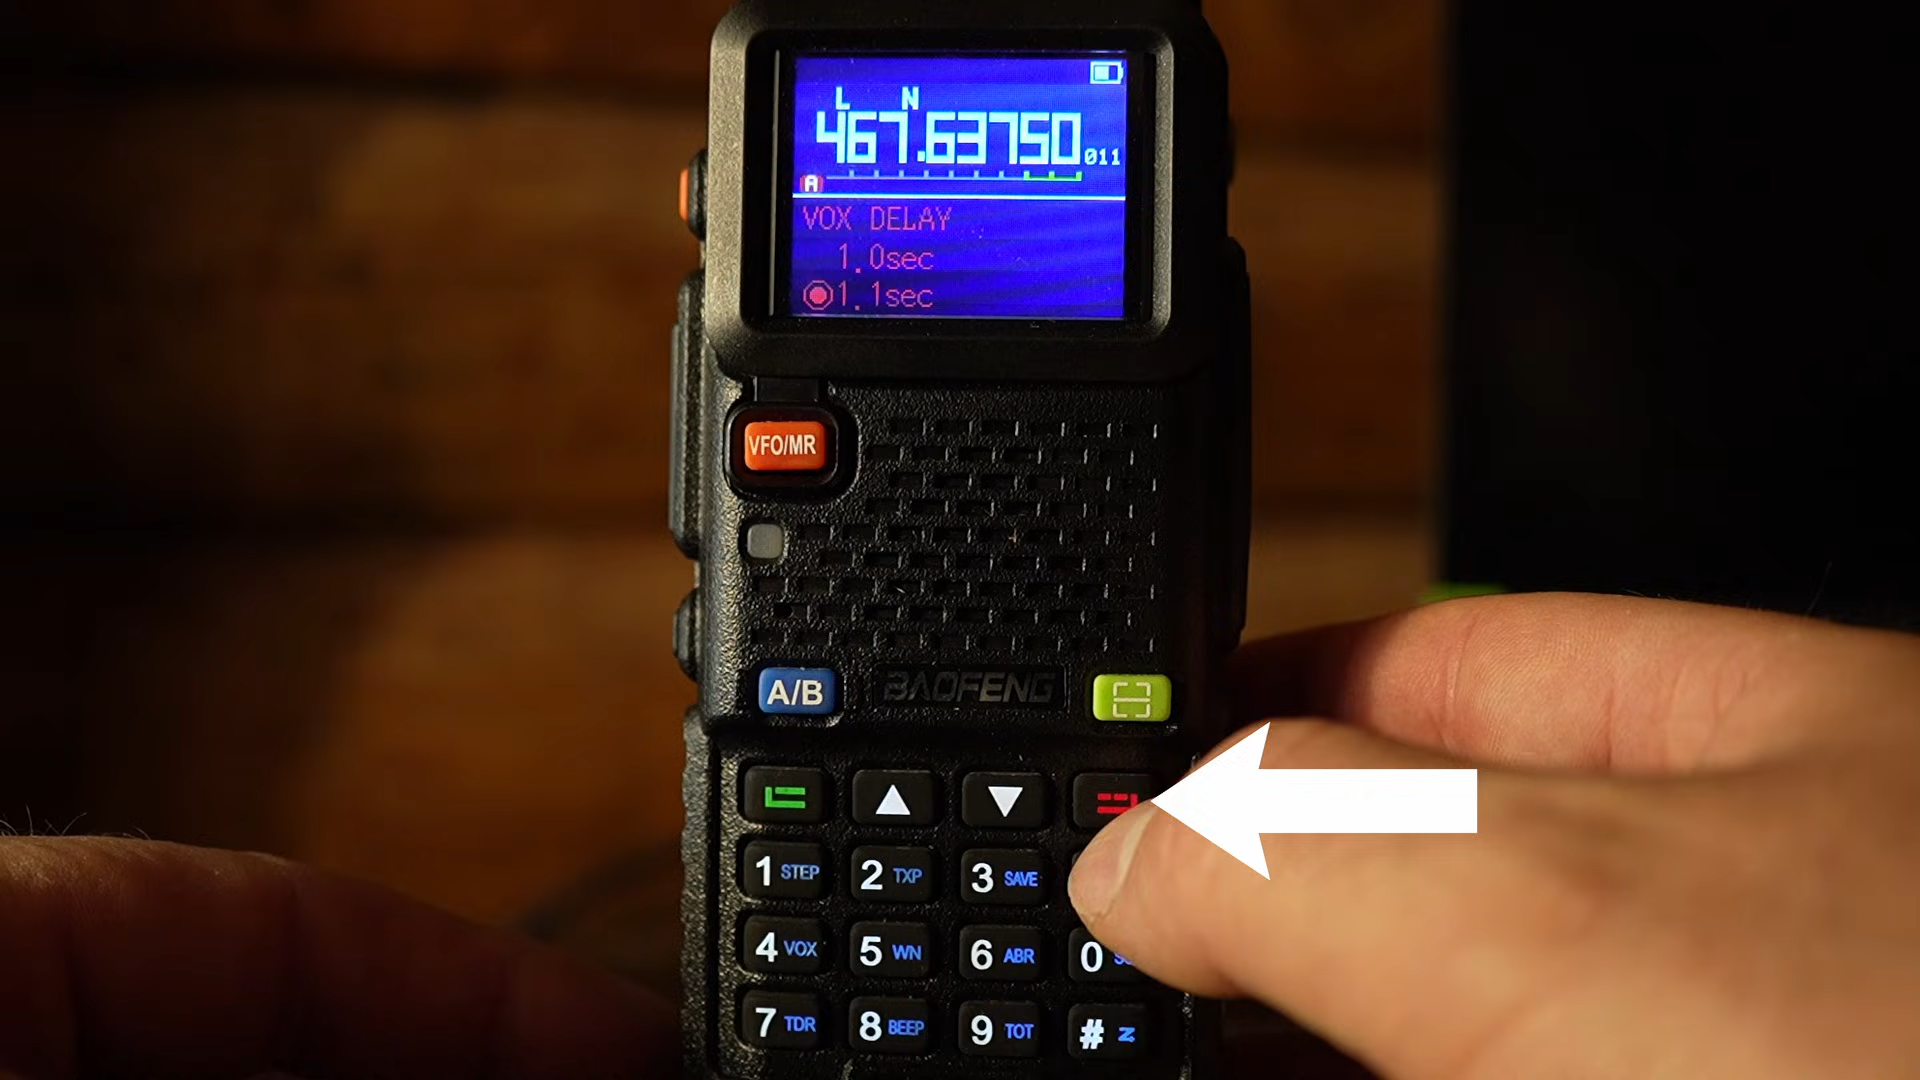 L N
467.63750 011
A
VOX DELAY
1.0sec
1.1sec
VFO/MR
A/B BAOFENG
1 STEP 2 TXP 3 SAVE
4 VOX 5 WN 6 ABR 0
7 TDR 8 BEEP 9 TOT #